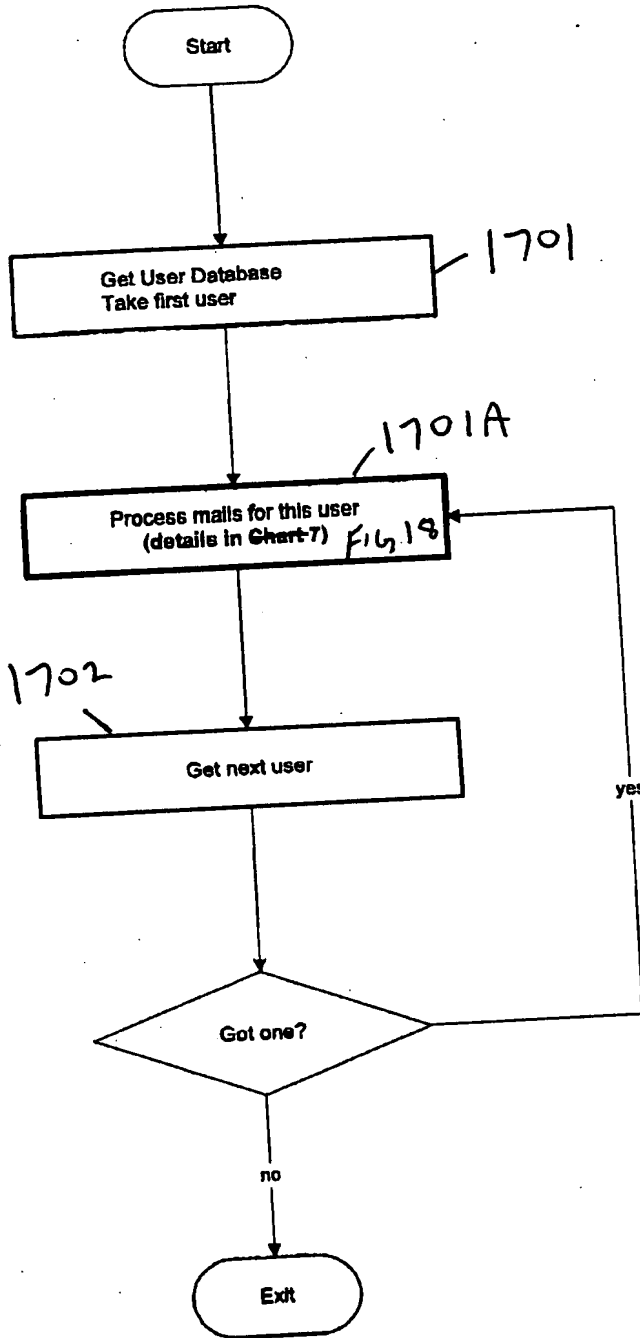 Start
1701
Get User Database
Take first user
1701A
Process mails for this user
(details in Chart 7) FIG 18
1702
Get next user
yes
Got one?
no
Exit